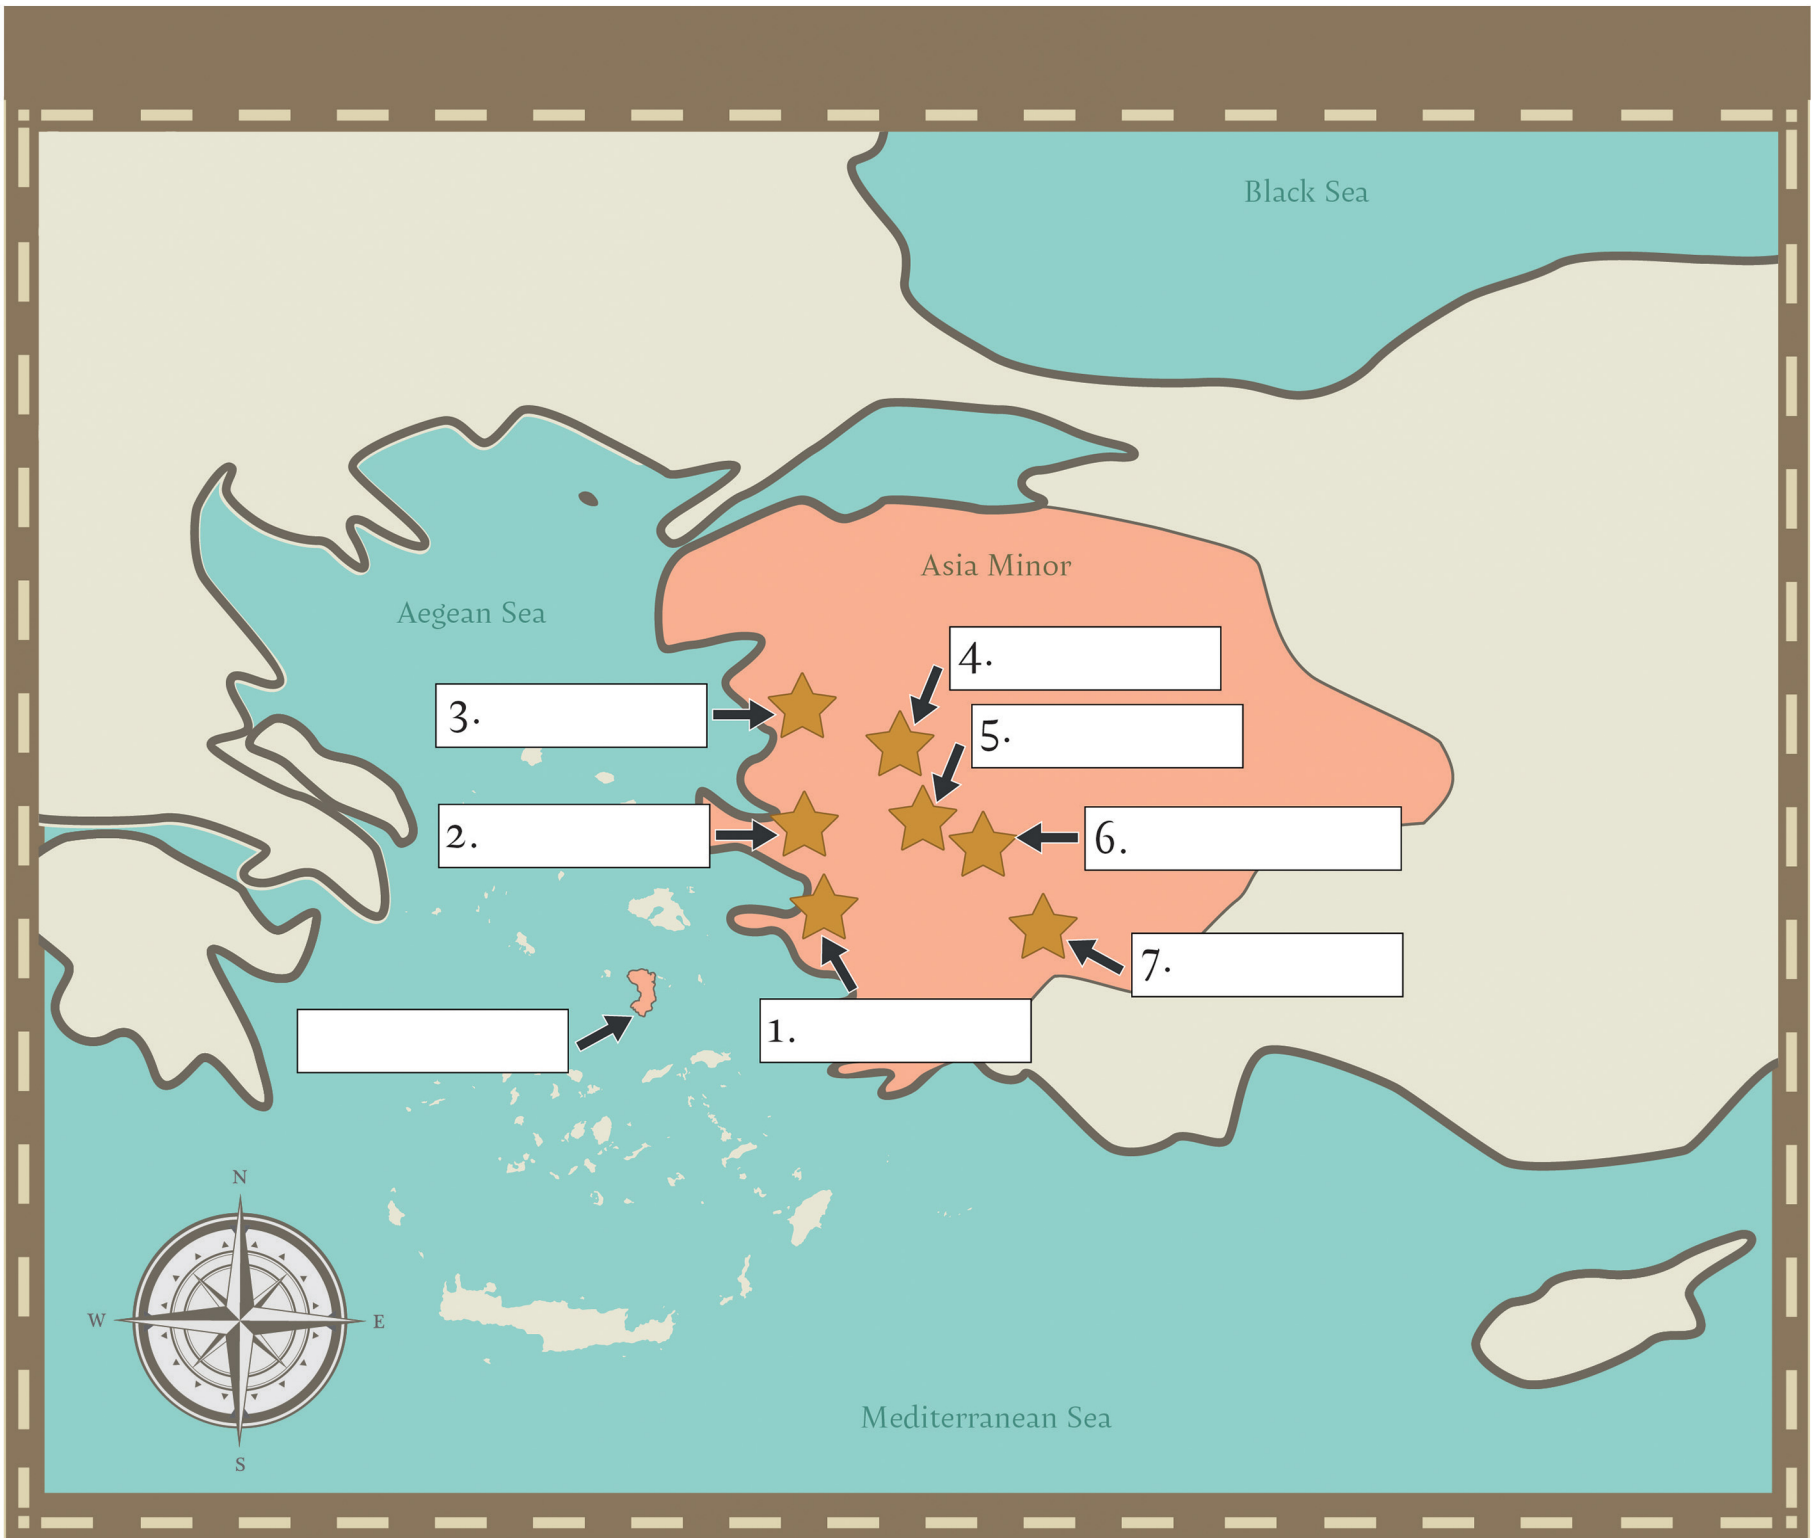 Black Sea
Asia Minor
Aegean Sea
4.
3.
5.
2.
6.
7.
1.
N
W
E
S
Mediterranean Sea